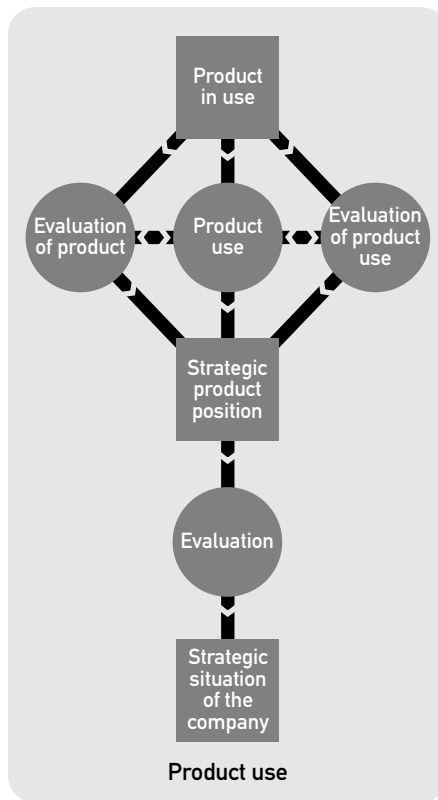 Product
in use
Evaluation
of product
Product
use
Evaluation
of product
use
Strategic
product
position
Evaluation
Strategic
situation
of the
company
Product use